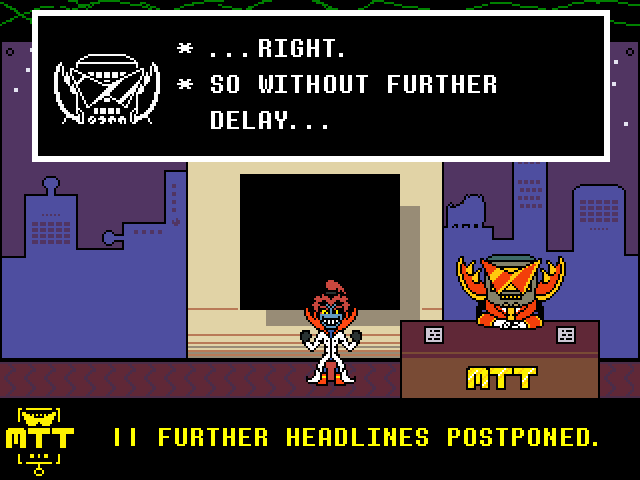 * ...RIGHT.
* SO WITHOUT FURTHER
DELAY...
MTT
MTT
|| FURTHER HEADLINES POSTPONED.